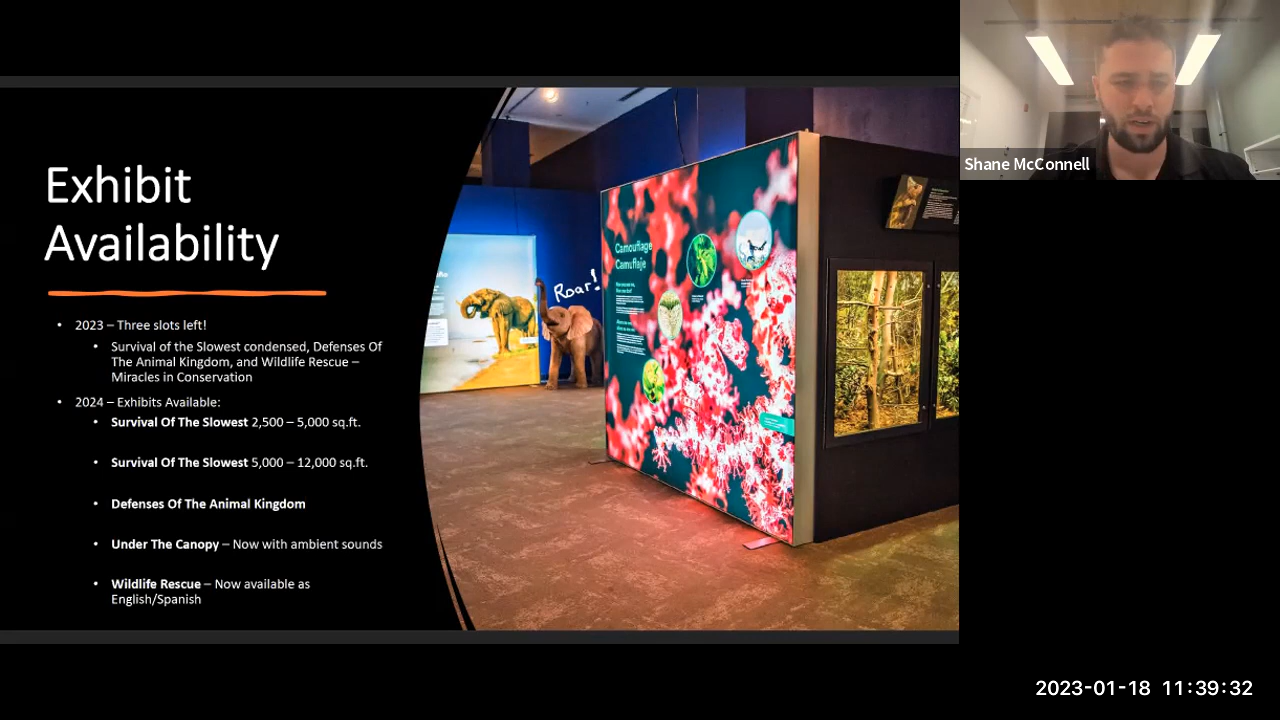 Exhibit
Availability
• 2023 – Three slots left!
• Survival of the Slowest condensed, Defenses Of
The Animal Kingdom, and Wildlife Rescue –
Miracles in Conservation
• 2024 – Exhibits Available:
• Survival Of The Slowest 2,500 – 5,000 sq.ft.
• Survival Of The Slowest 5,000 – 12,000 sq.ft.
• Defenses Of The Animal Kingdom
• Under The Canopy – Now with ambient sounds
• Wildlife Rescue – Now available as
English/Spanish
Roar!
Camouflage
Camuflaje
Shane McConnell
2023-01-18 11:39:32